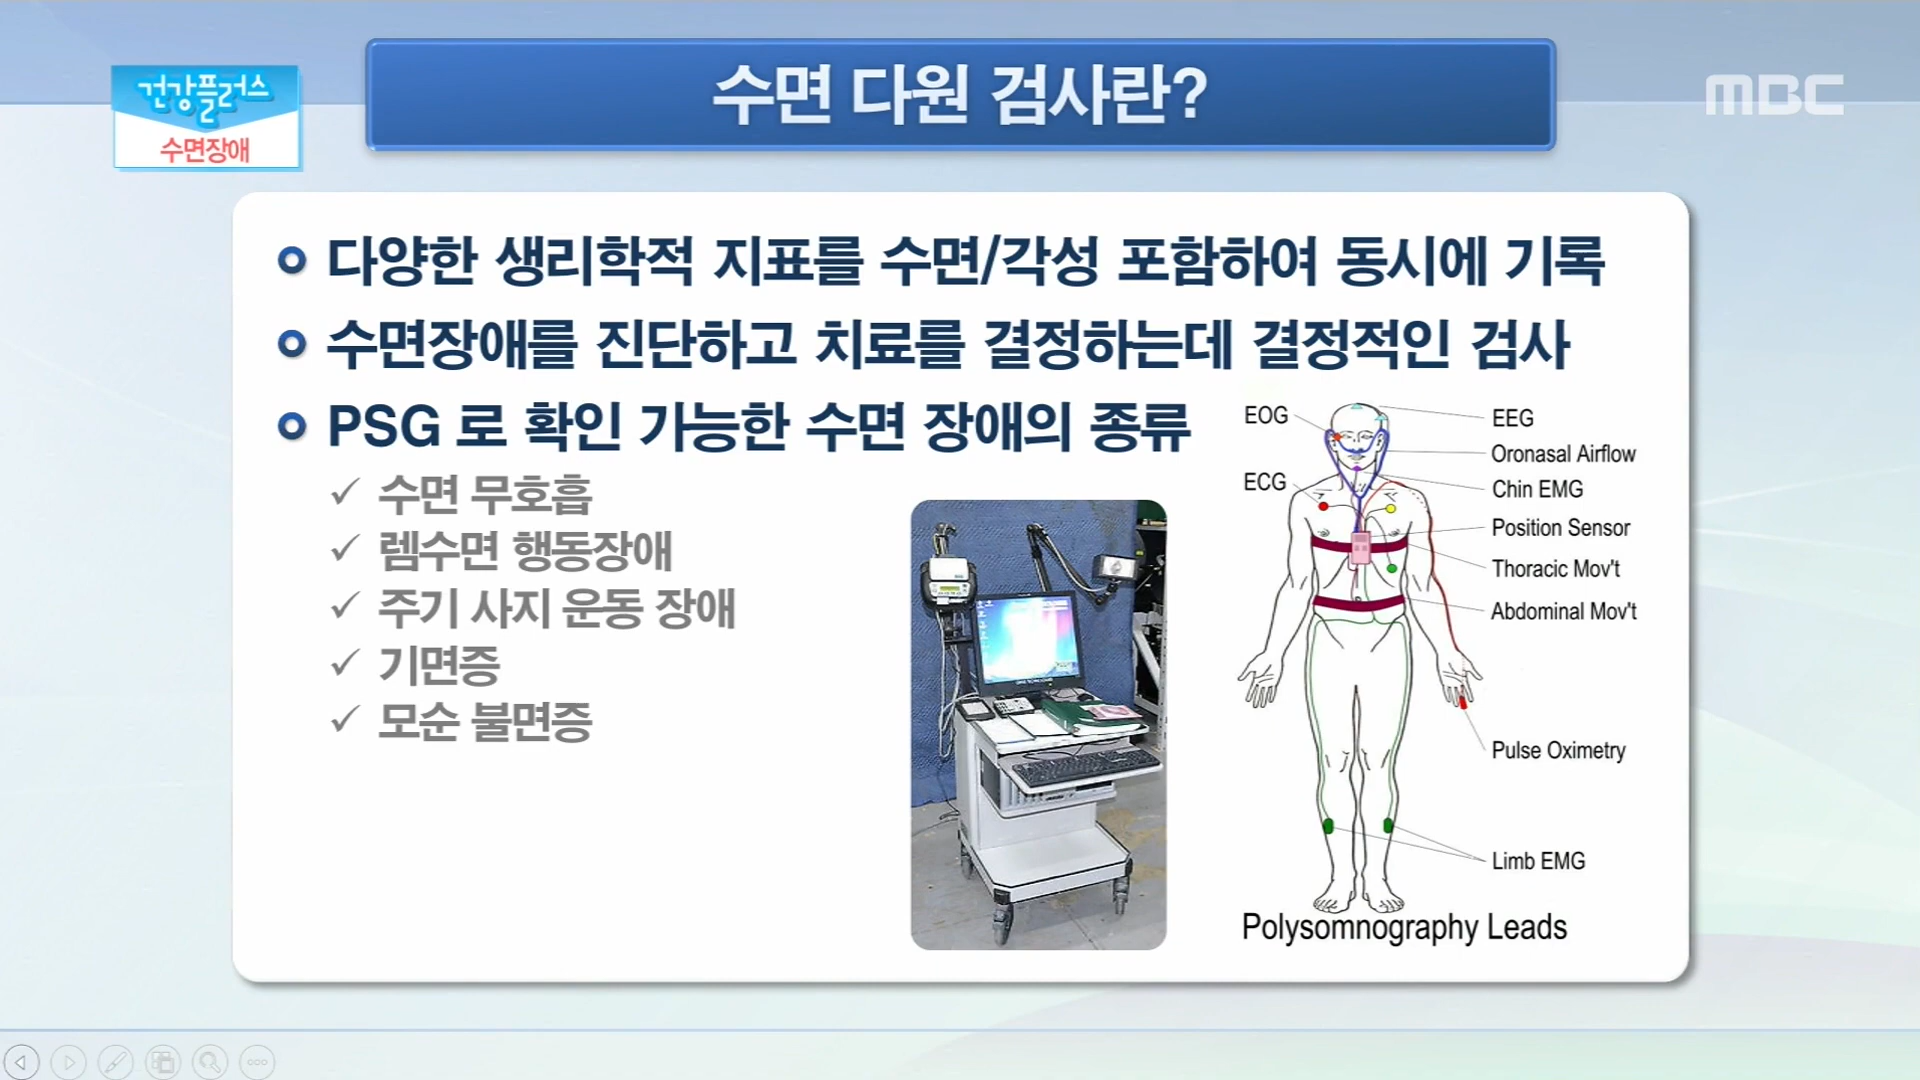 건강플러스
수면장애
수면 다원 검사란?
MBC
다양한 생리학적 지표를 수면/각성 포함하여 동시에 기록
수면장애를 진단하고 치료를 결정하는데 결정적인 검사
PSG 로 확인 가능한 수면 장애의 종류
✓ 수면 무호흡
✓ 렘수면 행동장애
✓ 주기 사지 운동 장애
✓ 기면증
✓ 모순 불면증
EOG
EEG
Oronasal Airflow
ECG
Chin EMG
Position Sensor
Thoracic Mov't
Abdominal Mov't
Pulse Oximetry
Limb EMG
Polysomnography Leads